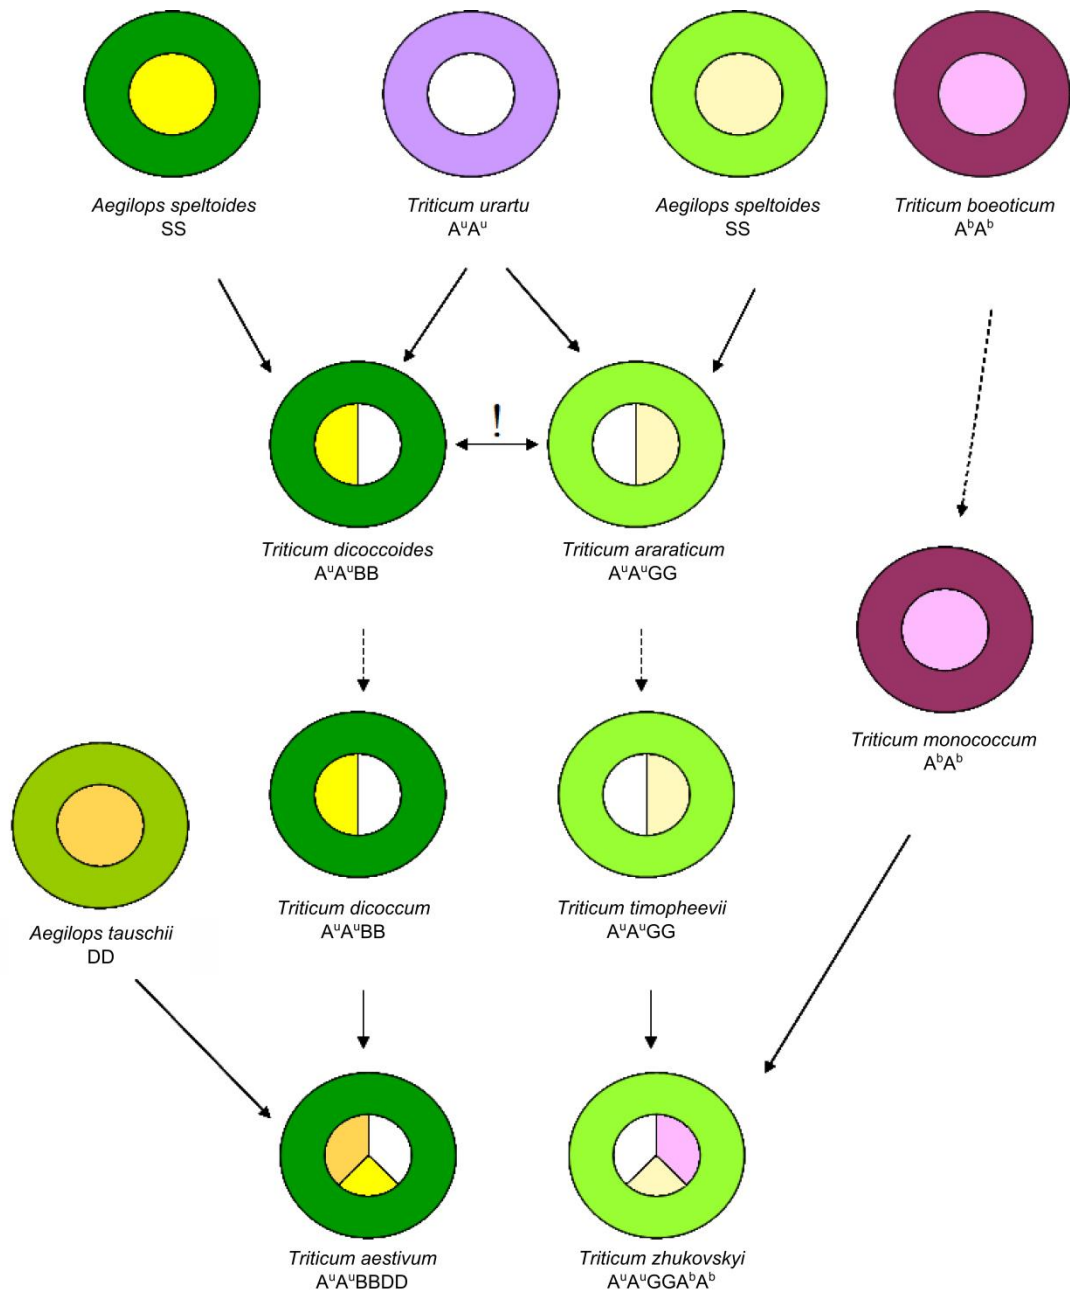 Aegilops speltoides
SS
Triticum urartu
AᵘAᵘ
Aegilops speltoides
SS
Triticum boeoticum
AᵇAᵇ
!
Triticum dicoccoides
AᵘAᵘBB
Triticum araraticum
AᵘAᵘGG
Triticum monococcum
AᵇAᵇ
Aegilops tauschii
DD
Triticum dicoccum
AᵘAᵘBB
Triticum timopheevii
AᵘAᵘGG
Triticum aestivum
AᵘAᵘBBDD
Triticum zhukovskyi
AᵘAᵘGGAᵇAᵇ